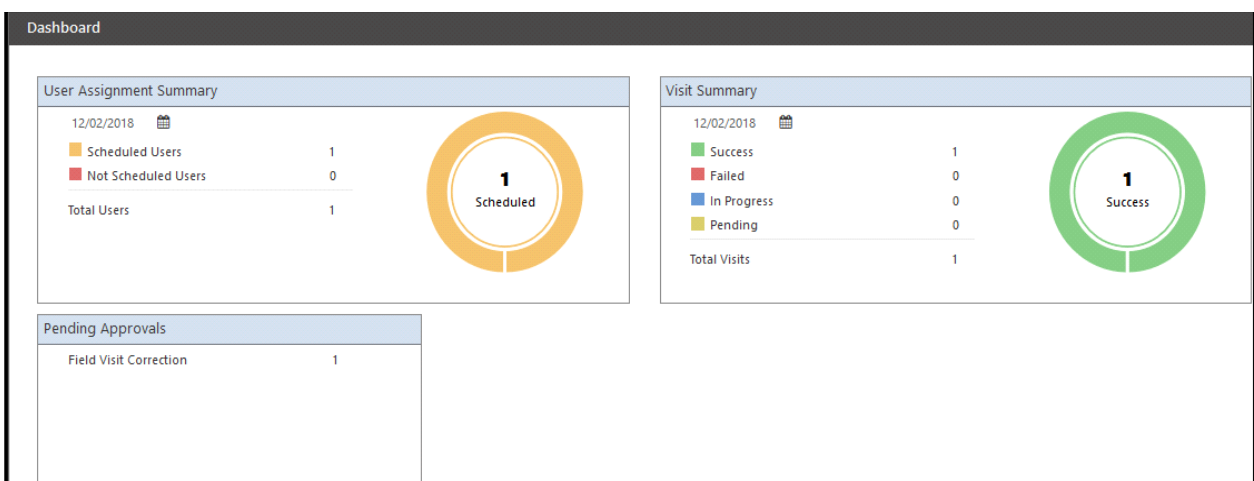 Dashboard
User Assignment Summary
12/02/2018
Scheduled Users 1
Not Scheduled Users 0
Total Users 1
1
Scheduled
Visit Summary
12/02/2018
Success 1
Failed 0
In Progress 0
Pending 0
Total Visits 1
1
Success
Pending Approvals
Field Visit Correction 1